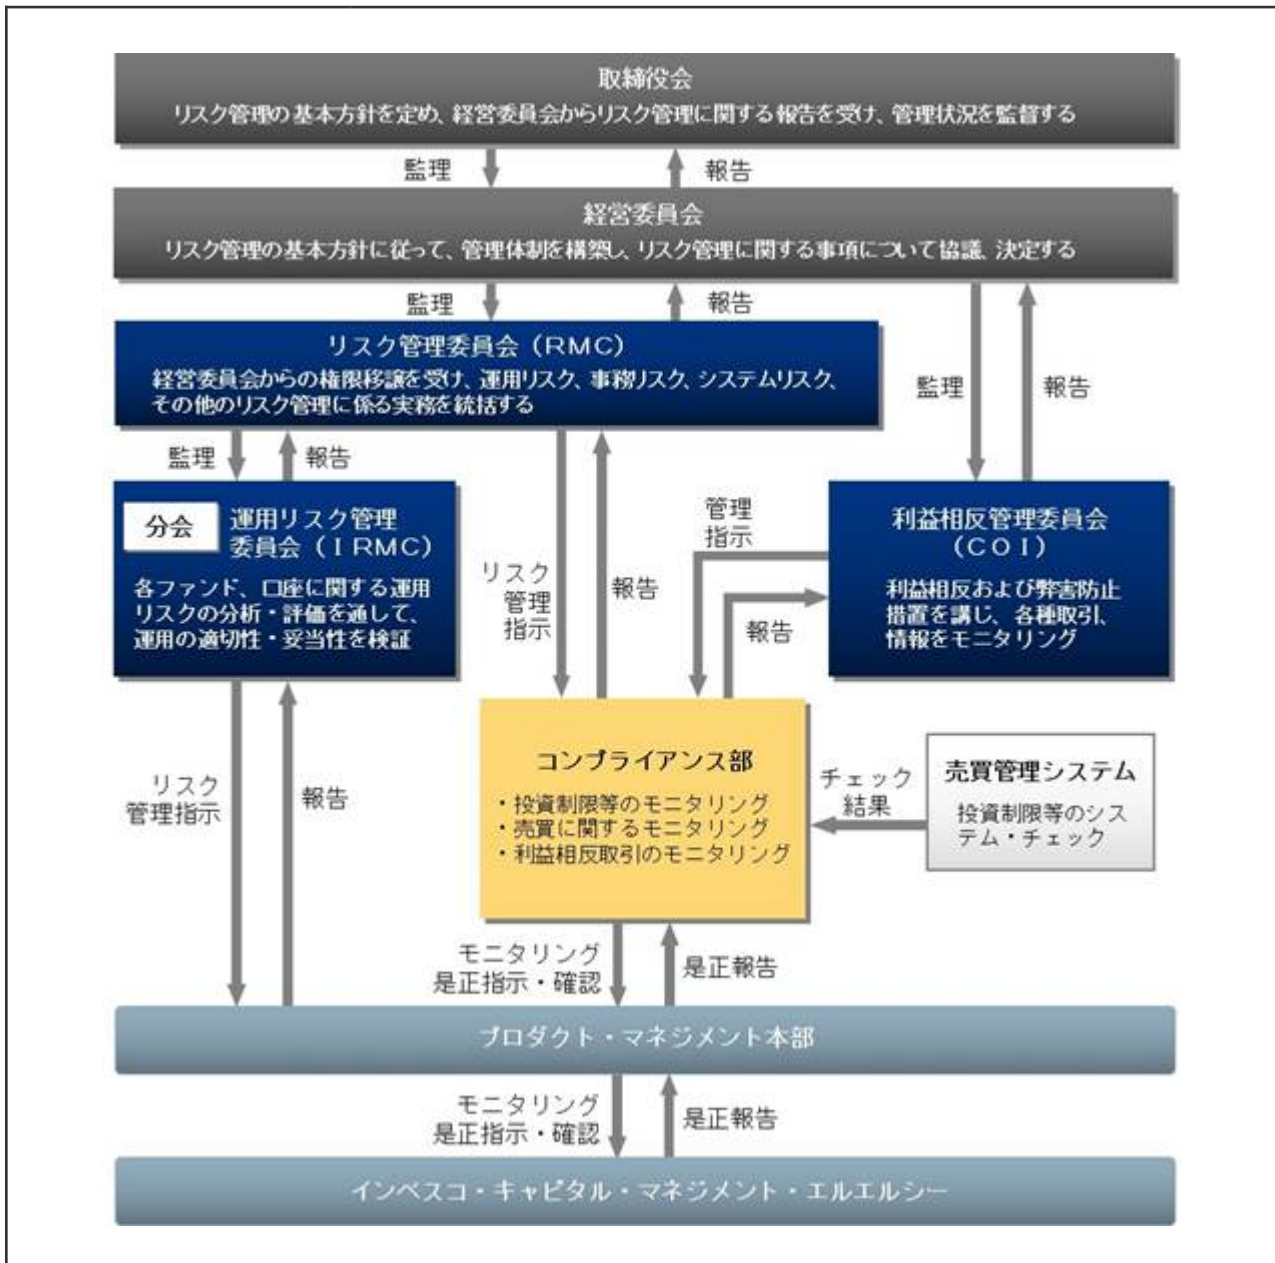 取締役会
リスク管理の基本方針を定め、経営委員会からリスク管理に関する報告を受け、管理状況を監督する
監理
報告
経営委員会
リスク管理の基本方針に従って、管理体制を構築し、リスク管理に関する事項について協議、決定する
監理
報告
リスク管理委員会（ＲＭＣ）
経営委員会からの権限移譲を受け、運用リスク、事務リスク、システムリスク、
その他のリスク管理に係る実務を統括する
監理
報告
監理
報告
分会
運用リスク管理
委員会（ＩＲＭＣ）
各ファンド、口座に関する運用
リスクの分析・評価を通して、
運用の適切性・妥当性を検証
リスク
管理
指示
報告
管理
指示
報告
利益相反管理委員会
（ＣＯＩ）
利益相反および弊害防止
措置を講じ、各種取引、
情報をモニタリング
リスク
管理指示
報告
コンプライアンス部
・投資制限等のモニタリング
・売買に関するモニタリング
・利益相反取引のモニタリング
チェック
結果
売買管理システム
投資制限等のシス
テム・チェック
モニタリング
是正指示・確認
是正報告
プロダクト・マネジメント本部
モニタリング
是正指示・確認
是正報告
インベスコ・キャピタル・マネジメント・エルエルシー